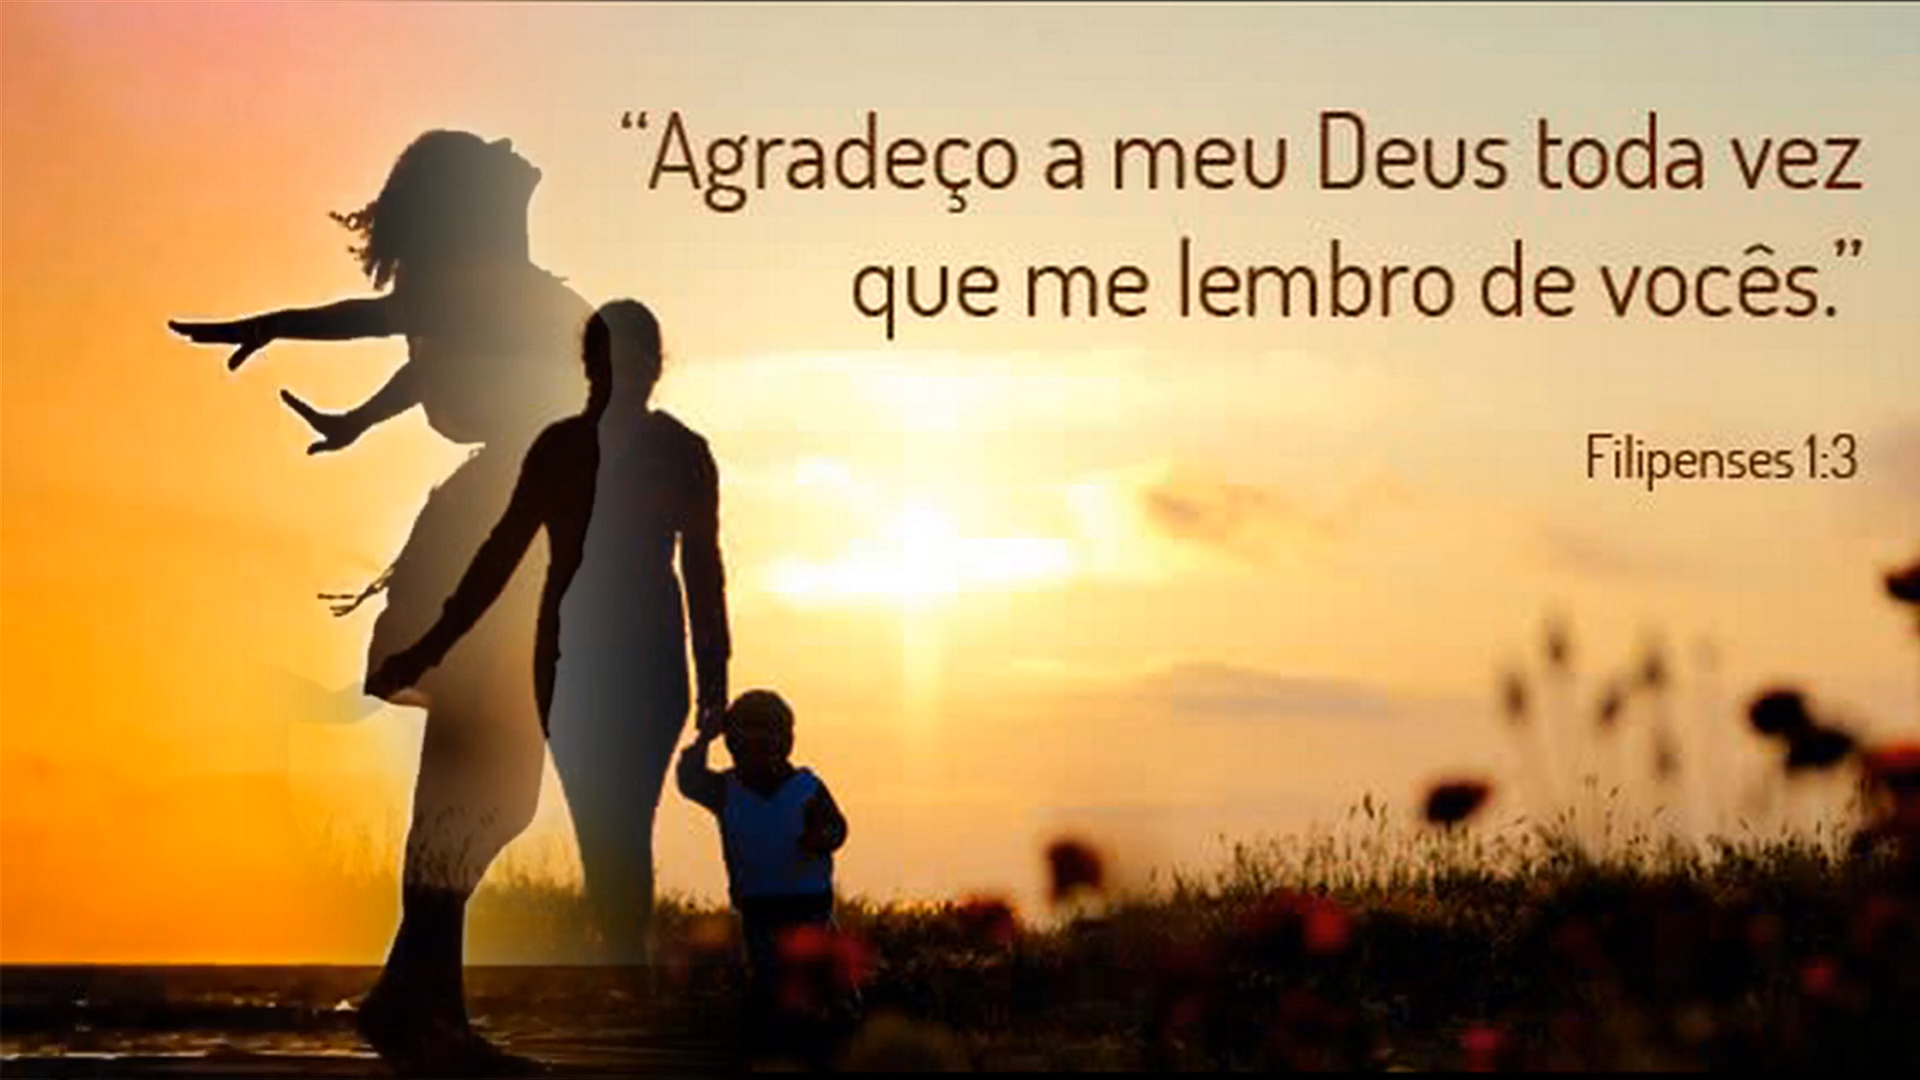 “Agradeço a meu Deus toda vez
que me lembro de vocês.”
Filipenses 1:3